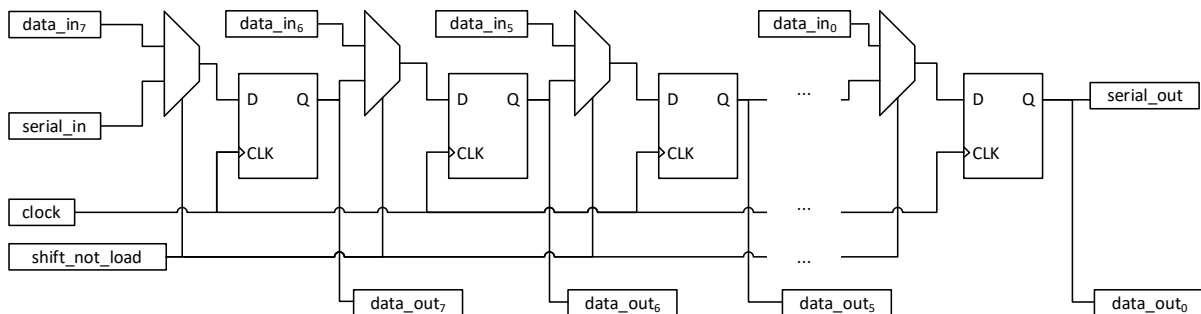 data_in₇
data_in₆
data_in₅
data_in₀
D Q
D Q
D Q
...
D Q
serial_out
serial_in
CLK
CLK
CLK
CLK
clock
...
shift_not_load
...
data_out₇
data_out₆
data_out₅
data_out₀